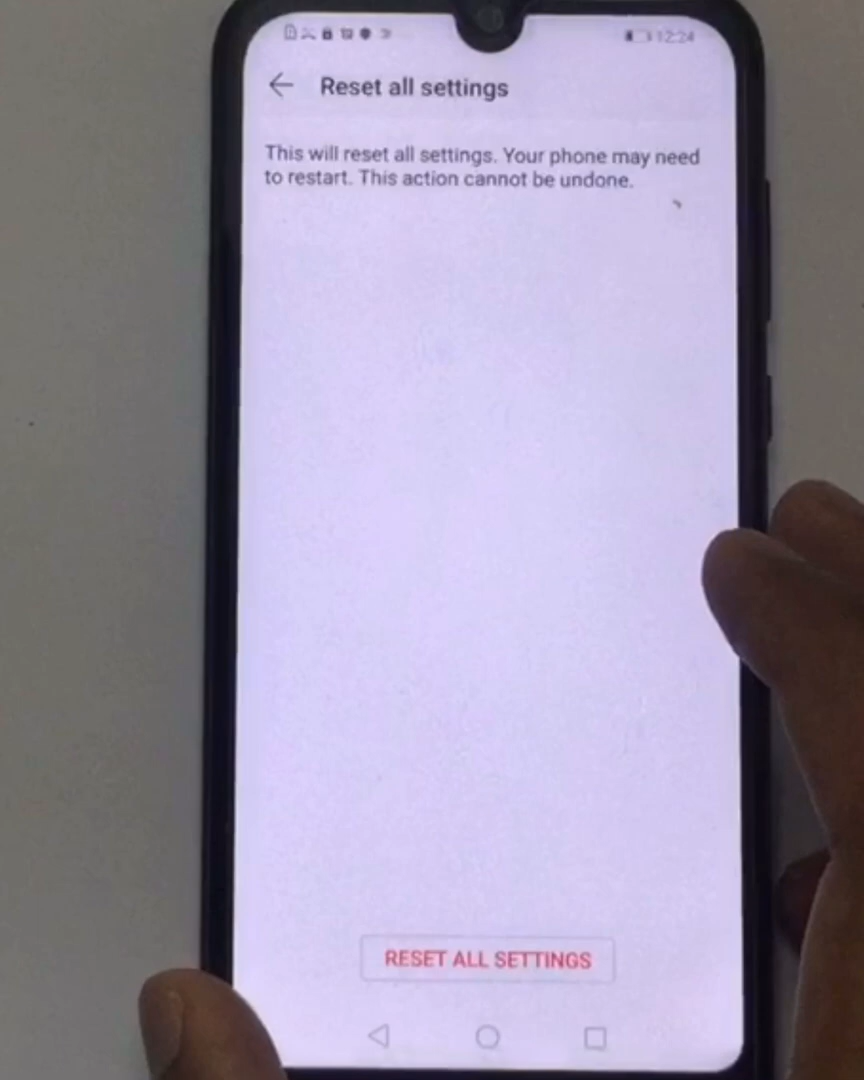 12:24
Reset all settings
This will reset all settings. Your phone may need
to restart. This action cannot be undone.
RESET ALL SETTINGS